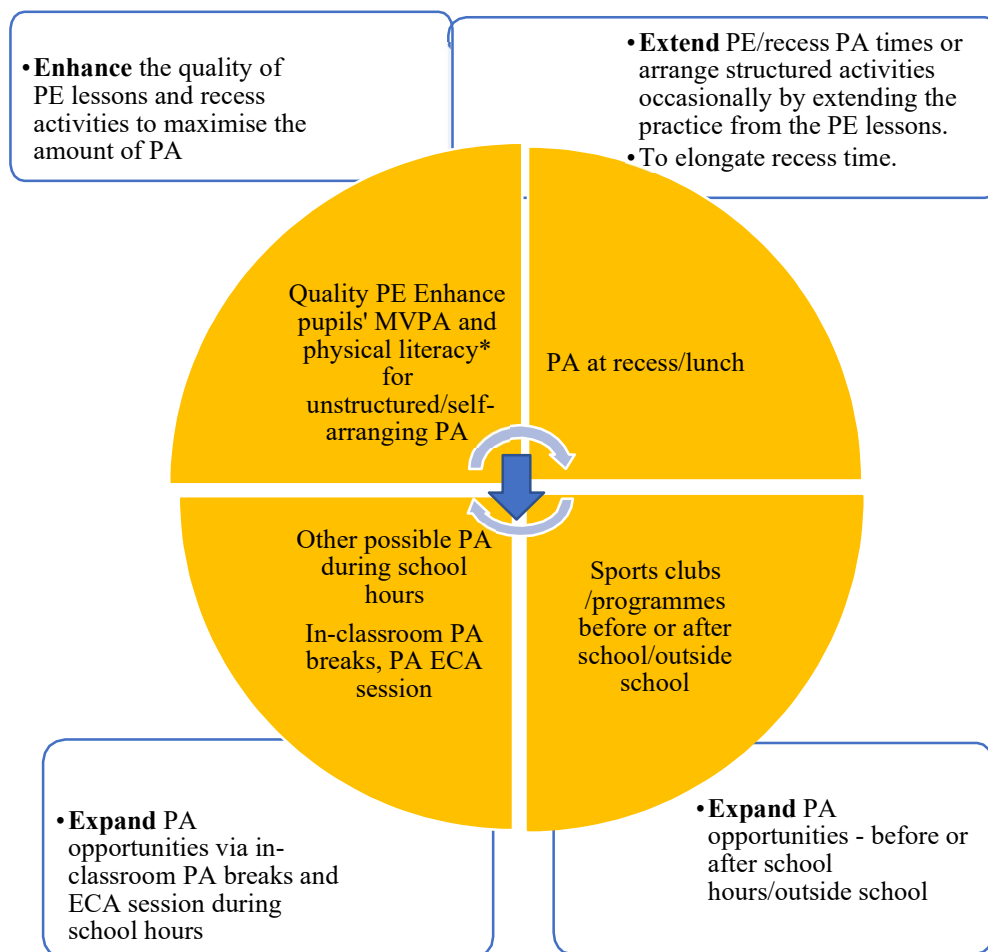 •Enhance the quality of
PE lessons and recess
activities to maximise the
amount of PA
•Extend PE/recess PA times or
arrange structured activities
occasionally by extending the
practice from the PE lessons.
•To elongate recess time.
Quality PE Enhance
pupils' MVPA and
physical literacy*
for
unstructured/self-
arranging PA
PA at recess/lunch
Other possible PA
during school
hours
In-classroom PA
breaks, PA ECA
session
Sports clubs
/programmes
before or after
school/outside
school
•Expand PA
opportunities via in-
classroom PA breaks and
ECA session during
school hours
•Expand PA
opportunities - before or
after school
hours/outside school